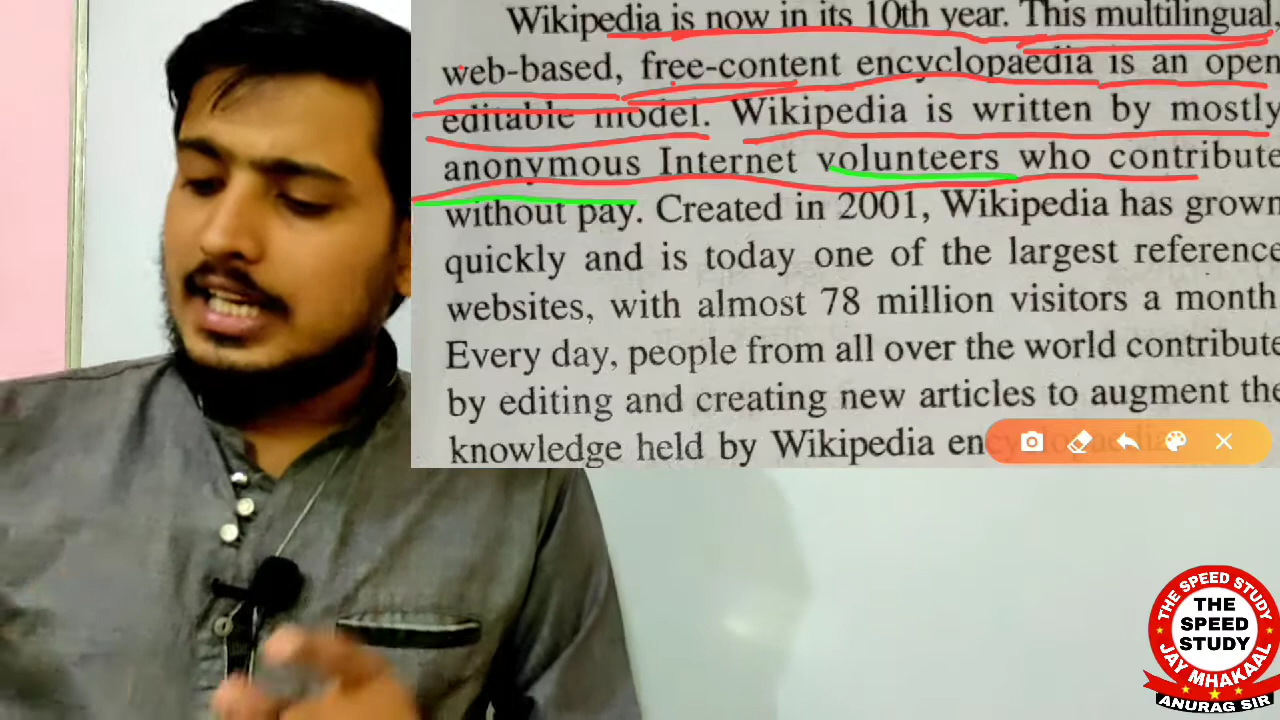 Wikipedia is now in its 10th year. This multilingual,
web-based, free-content encyclopaedia is an open
editable model. Wikipedia is written by mostly
anonymous Internet volunteers who contribute
without pay. Created in 2001, Wikipedia has grown
quickly and is today one of the largest reference
websites, with almost 78 million visitors a month
Every day, people from all over the world contribute
by editing and creating new articles to augment the
knowledge held by Wikipedia encyclopaedia
THE SPEED STUDY
THE
SPEED
STUDY
JAY MHAKAAL
ANURAG SIR